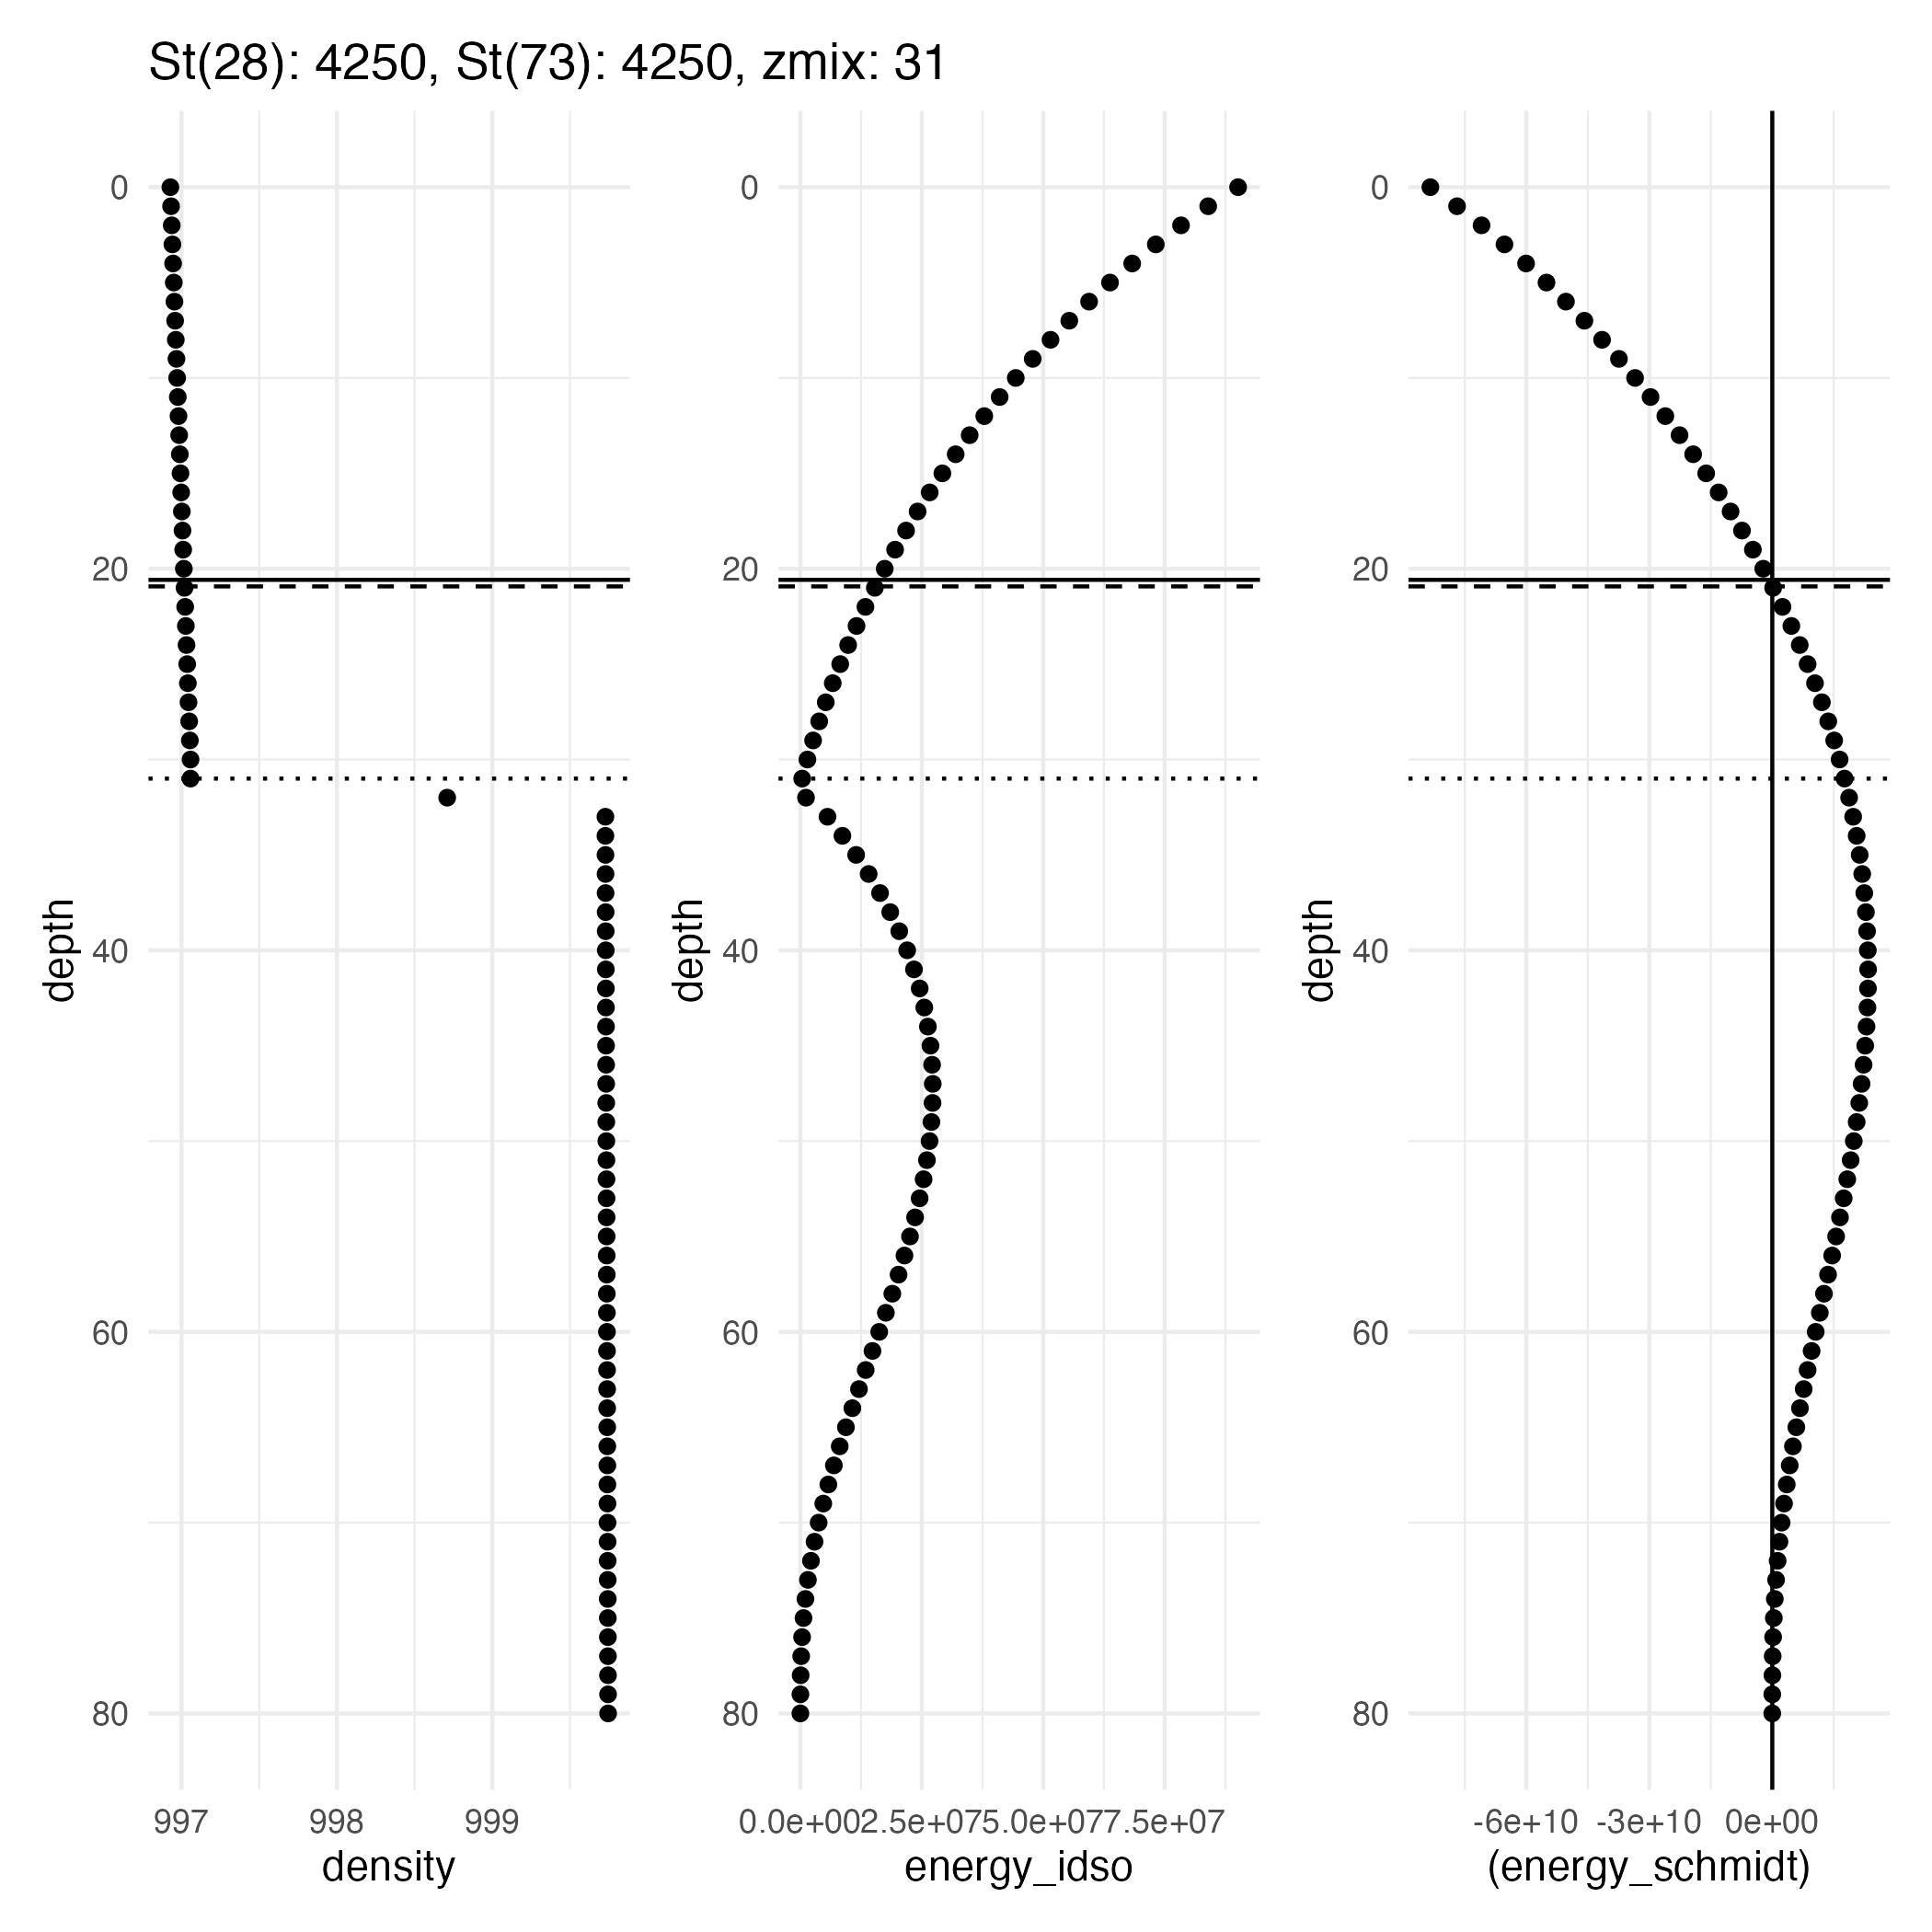 St(28): 4250, St(73): 4250, zmix: 31
0
20
40
60
80
depth
997 998 999
density
0
20
40
60
80
depth
0.0e+002.5e+075.0e+077.5e+07
energy_idso
0
20
40
60
80
depth
-6e+10 -3e+10 0e+00
(energy_schmidt)